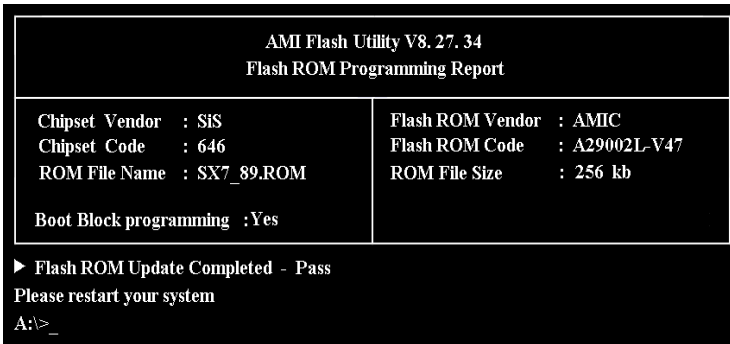 AMI Flash Utility V8. 27. 34
Flash ROM Programming Report
Chipset Vendor : SiS
Chipset Code : 646
ROM File Name : SX7_89.ROM
Boot Block programming :Yes
Flash ROM Vendor : AMIC
Flash ROM Code : A29002L-V47
ROM File Size : 256 kb
▶ Flash ROM Update Completed - Pass
Please restart your system
A:\>_